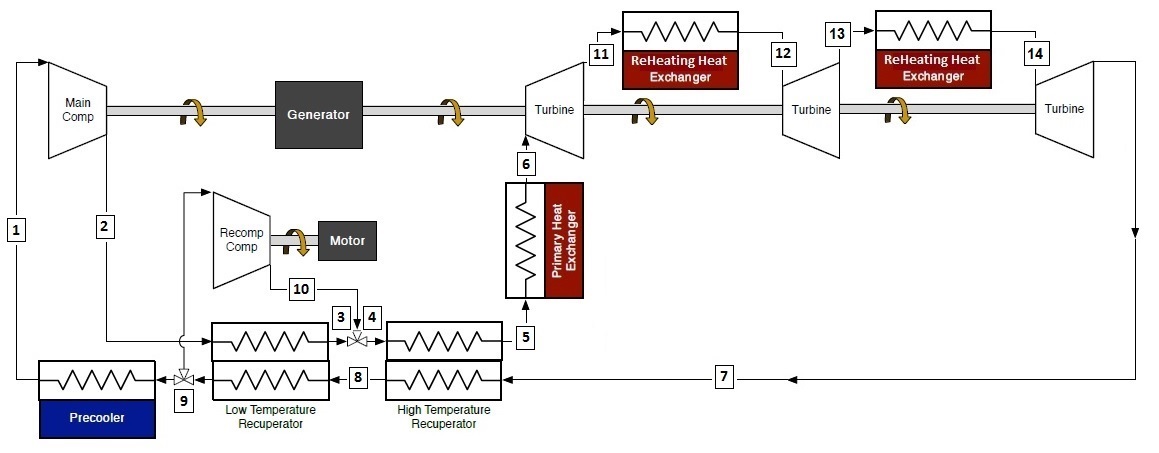 11
ReHeating Heat
Exchanger
12
13
ReHeating Heat
Exchanger
14
Main
Comp
Generator
Turbine
Turbine
Turbine
6
1
2
Recomp
Comp
Motor
Primary Heat
Exchanger
10
3
4
5
8
7
9
Precooler
Low Temperature
Recuperator
High Temperature
Recuperator